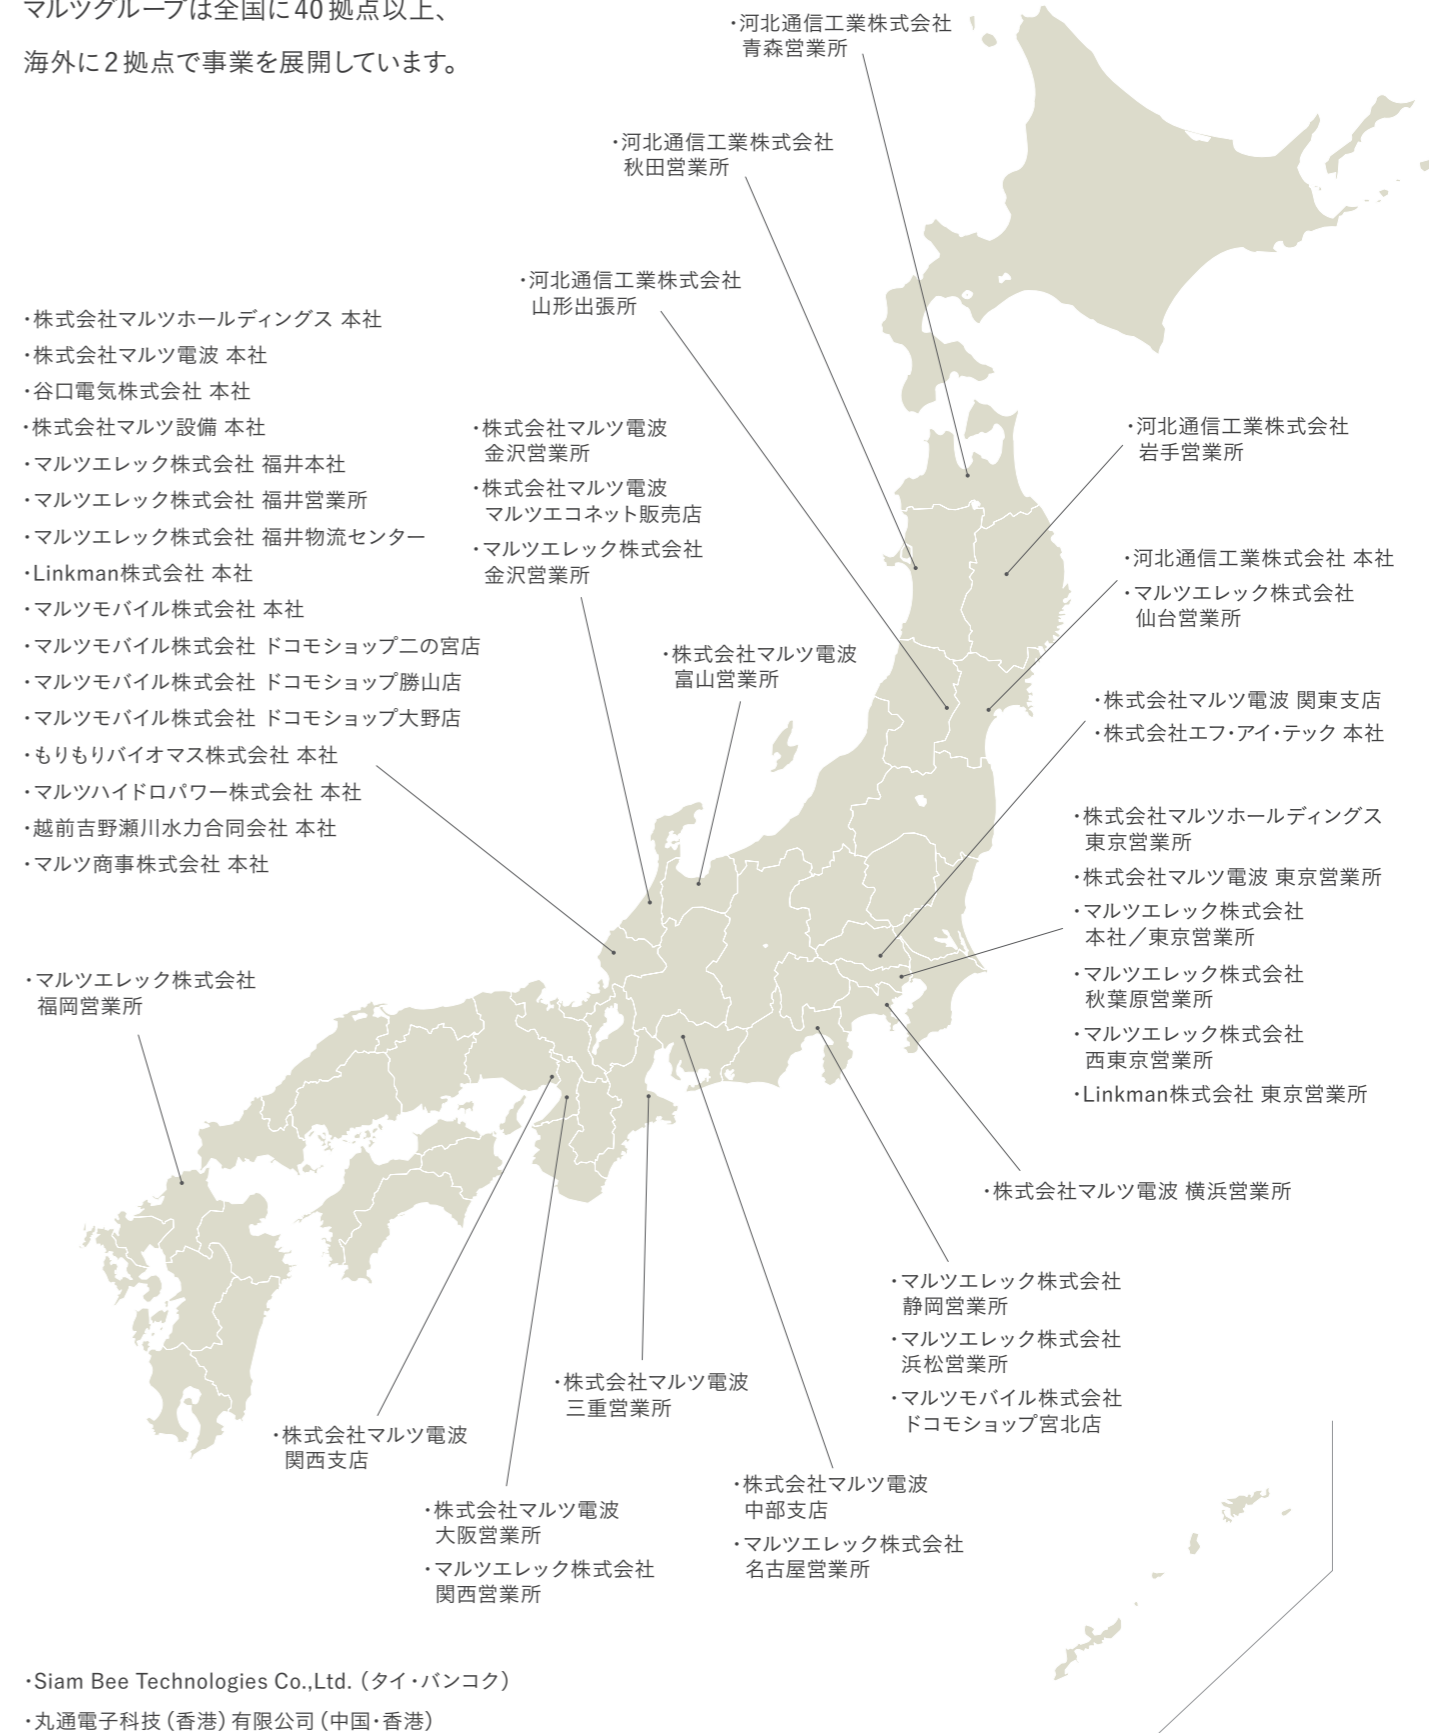 マルツグループは全国に40拠点以上、
海外に2拠点で事業を展開しています。
・河北通信工業株式会社
青森営業所
・河北通信工業株式会社
秋田営業所
・河北通信工業株式会社
山形出張所
・株式会社マルツホールディングス 本社
・株式会社マルツ電波 本社
・谷口電気株式会社 本社
・株式会社マルツ設備 本社
・マルツエレック株式会社 福井本社
・マルツエレック株式会社 福井営業所
・マルツエレック株式会社 福井物流センター
・Linkman株式会社 本社
・マルツモバイル株式会社 本社
・マルツモバイル株式会社 ドコモショップ二の宮店
・マルツモバイル株式会社 ドコモショップ勝山店
・マルツモバイル株式会社 ドコモショップ大野店
・もりもりバイオマス株式会社 本社
・マルツハイドロパワー株式会社 本社
・越前吉野瀬川水力合同会社 本社
・マルツ商事株式会社 本社
・株式会社マルツ電波
金沢営業所
・株式会社マルツ電波
マルツエコネット販売店
・マルツエレック株式会社
金沢営業所
・株式会社マルツ電波
富山営業所
・河北通信工業株式会社
岩手営業所
・河北通信工業株式会社 本社
・マルツエレック株式会社
仙台営業所
・株式会社マルツ電波 関東支店
・株式会社エフ・アイ・テック 本社
・株式会社マルツホールディングス
東京営業所
・株式会社マルツ電波 東京営業所
・マルツエレック株式会社
本社／東京営業所
・マルツエレック株式会社
秋葉原営業所
・マルツエレック株式会社
西東京営業所
・Linkman株式会社 東京営業所
・株式会社マルツ電波 横浜営業所
・マルツエレック株式会社
静岡営業所
・マルツエレック株式会社
浜松営業所
・マルツモバイル株式会社
ドコモショップ宮北店
・マルツエレック株式会社
福岡営業所
・株式会社マルツ電波
三重営業所
・株式会社マルツ電波
関西支店
・株式会社マルツ電波
大阪営業所
・マルツエレック株式会社
関西営業所
・株式会社マルツ電波
中部支店
・マルツエレック株式会社
名古屋営業所
・Siam Bee Technologies Co.,Ltd.（タイ・バンコク）
・丸通電子科技（香港）有限公司（中国・香港）